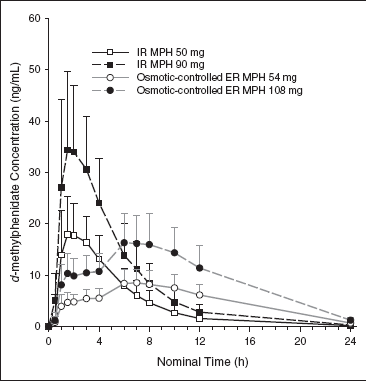 60
50
40
30
20
10
0
d-methylphenidate Concentration (ng/mL)
IR MPH 50 mg
IR MPH 90 mg
Osmotic-controlled ER MPH 54 mg
Osmotic-controlled ER MPH 108 mg
0 4 8 12 16 20 24
Nominal Time (h)